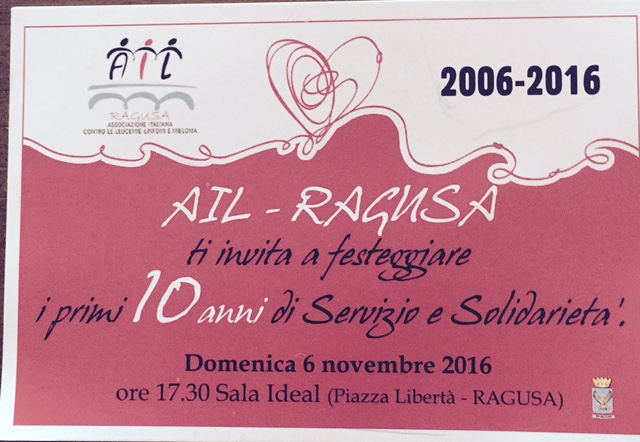 AIL
RAGUSA
ASSOCIAZIONE ITALIANA
CONTRO LE LEUCEMIE-LINFOMI E MIELOMA
2006-2016
AIL - RAGUSA
ti invita a festeggiare
i primi 10 anni di Servizio e Solidarieta'.
Domenica 6 novembre 2016
ore 17.30 Sala Ideal (Piazza Libertà - RAGUSA)